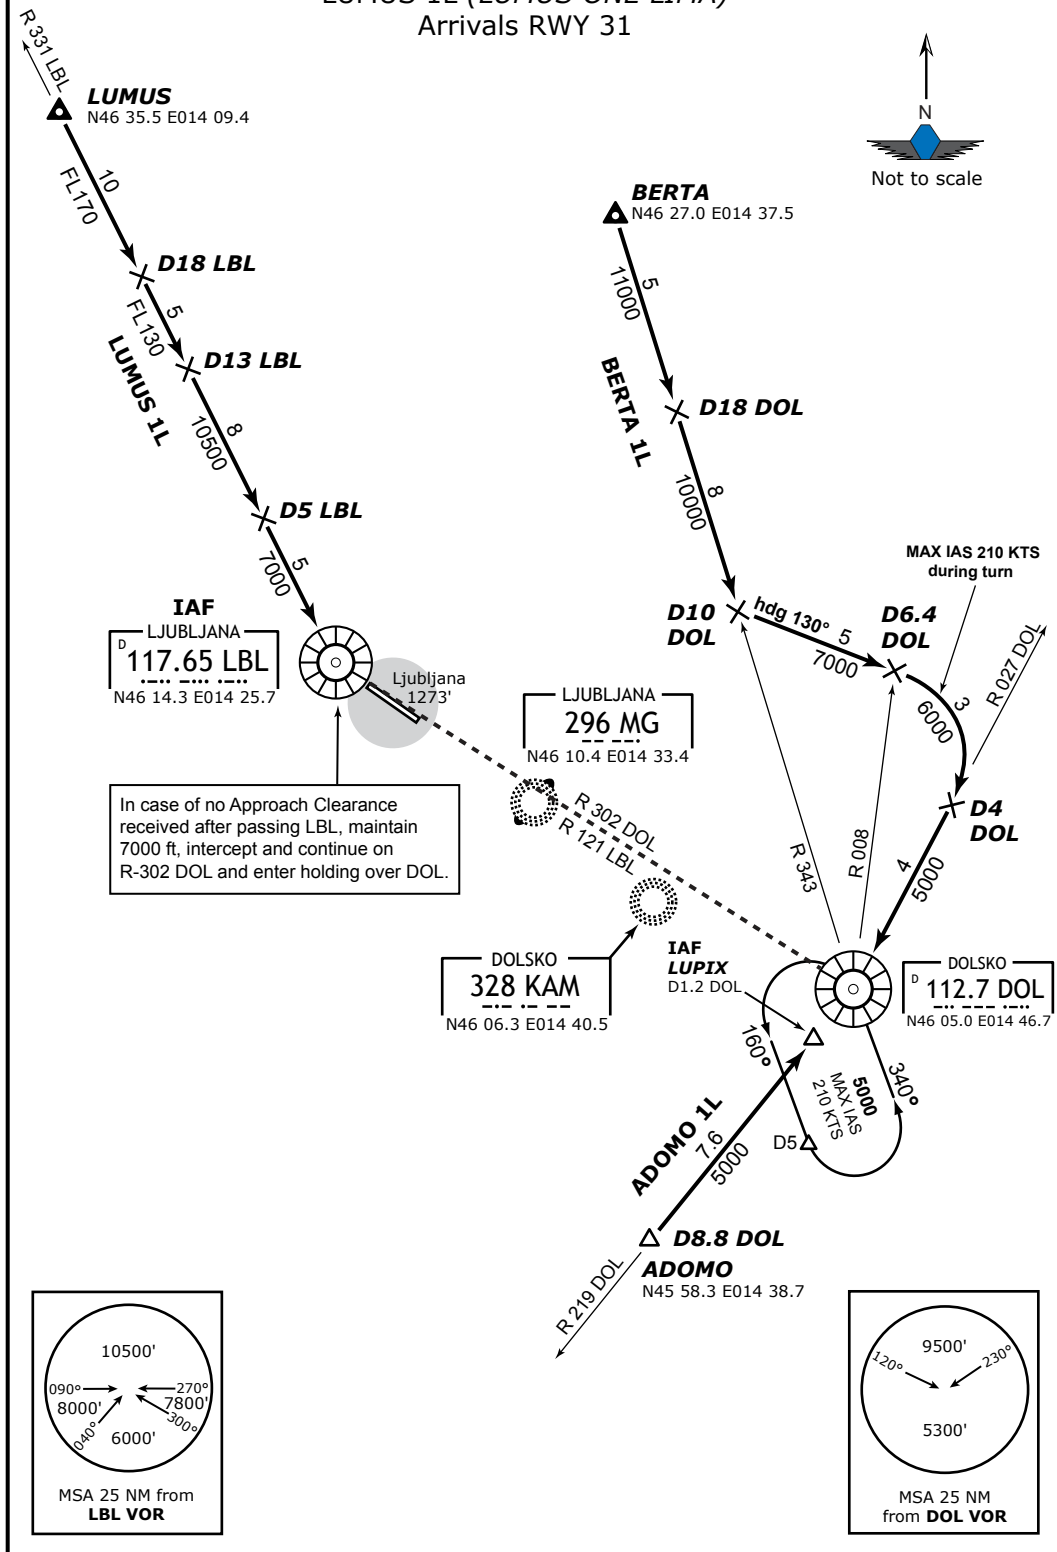 LUMUS 1L (LUMUS ONE LIMA)
Arrivals RWY 31
R 331 LBL
LUMUS
N46 35.5 E014 09.4
N
Not to scale
10
FL170
BERTA
N46 27.0 E014 37.5
D18 LBL
5
11000
5
FL130
D13 LBL
LUMUS 1L
8
10500
BERTA 1L
D18 DOL
8
10000
D5 LBL
5
7000
MAX IAS 210 KTS
during turn
IAF
LJUBLJANA
D
117.65 LBL
N46 14.3 E014 25.7
D10
DOL
hdg 130° 5
7000
D6.4
DOL
R 027 DOL
3
6000
Ljubljana
1273'
LJUBLJANA
296 MG
N46 10.4 E014 33.4
In case of no Approach Clearance
received after passing LBL, maintain
7000 ft, intercept and continue on
R-302 DOL and enter holding over DOL.
R 302 DOL
R 121 LBL
D4
DOL
R 343
R 008
4
5000
DOLSKO
328 KAM
N46 06.3 E014 40.5
IAF
LUPIX
D1.2 DOL
DOLSKO
D
112.7 DOL
N46 05.0 E014 46.7
160°
340°
5000
MAX IAS
210 KTS
D5
ADOMO 1L
7.6
5000
D8.8 DOL
ADOMO
N45 58.3 E014 38.7
R 219 DOL
10500'
090°
270°
8000'
7800'
040°
300°
6000'
MSA 25 NM from
LBL VOR
9500'
120°
230°
5300'
MSA 25 NM
from DOL VOR